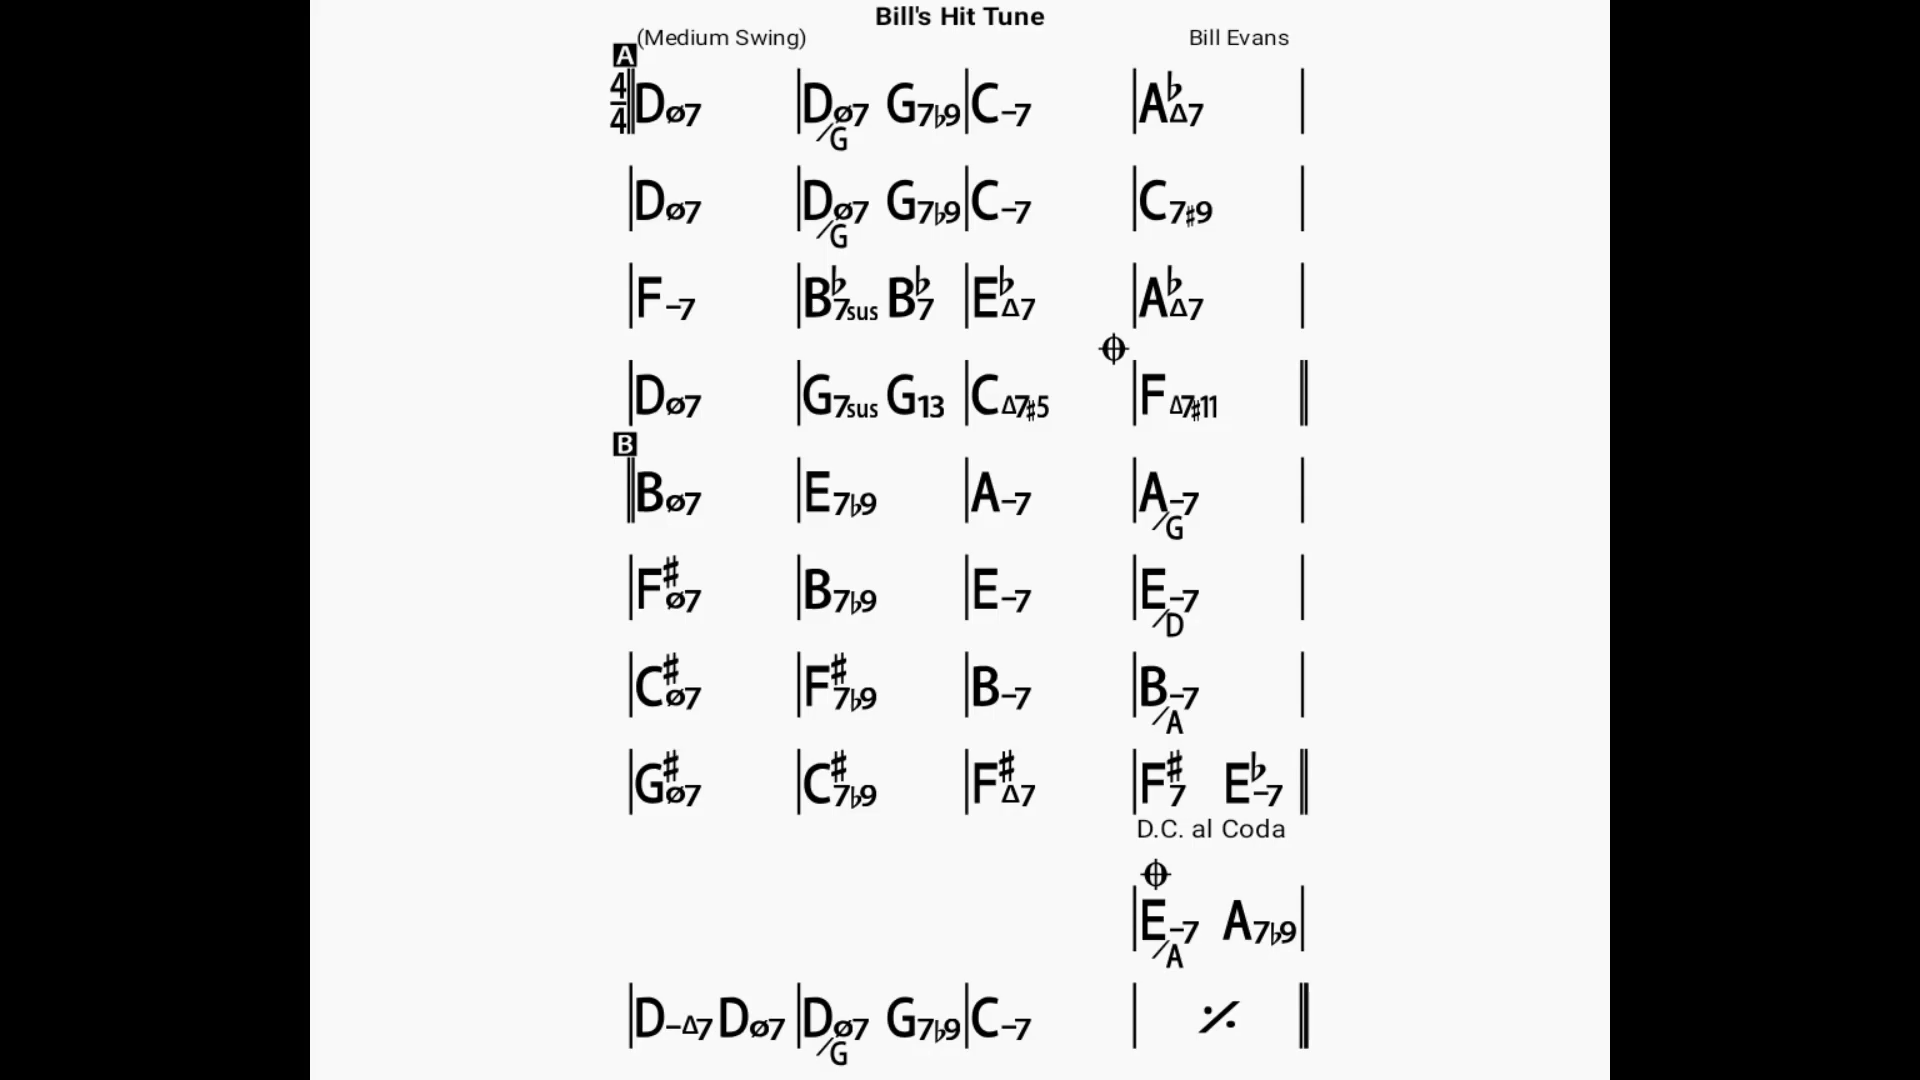 Bill's Hit Tune
(Medium Swing) Bill Evans
A
4/4 Dø7 | Dø7/G G7♭9 | C–7 | A♭Δ7 |
| Dø7 | Dø7/G G7♭9 | C–7 | C7♯9 |
| F–7 | B♭7sus B♭7 | E♭Δ7 | A♭Δ7 |
| Dø7 | G7sus G13 | CΔ7♯5 | FΔ7♯11 ||
B
|| Bø7 | E7♭9 | A–7 | A–7/G |
| F♯ø7 | B7♭9 | E–7 | E–7/D |
| C♯ø7 | F♯7♭9 | B–7 | B–7/A |
| G♯ø7 | C♯7♭9 | F♯Δ7 | F♯7 E♭–7 ||
D.C. al Coda
| E–7/A A7♭9 |
| D–Δ7 Dø7 | Dø7/G G7♭9 | C–7 | 𝄎 ||